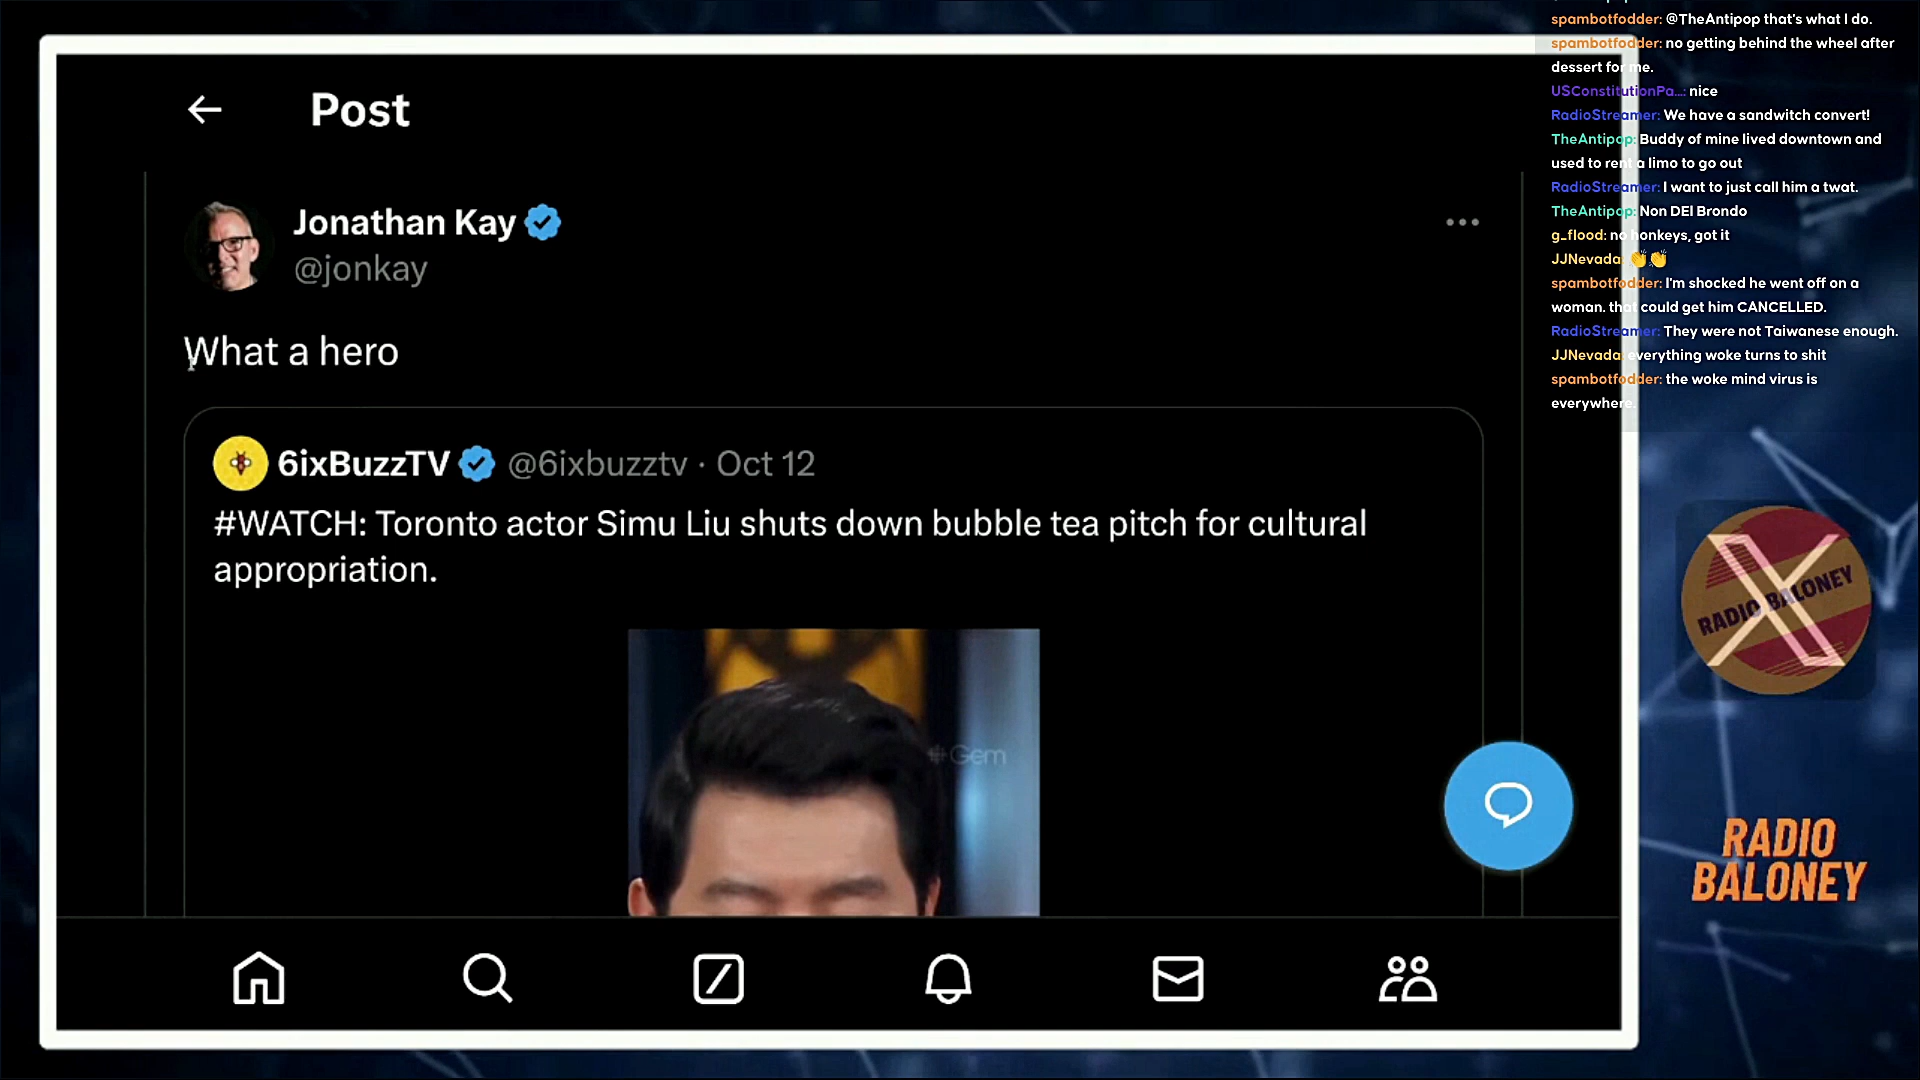 Post
Jonathan Kay
@jonkay
What a hero
6ixBuzzTV @6ixbuzztv · Oct 12
#WATCH: Toronto actor Simu Liu shuts down bubble tea pitch for cultural
appropriation.
Gem
spambotfodder: @TheAntipop that's what I do.
spambotfodder: no getting behind the wheel after
dessert for me.
USConstitutionPa...: nice
RadioStreamer: We have a sandwitch convert!
TheAntipop: Buddy of mine lived downtown and
used to rent a limo to go out
RadioStreamer: I want to just call him a twat.
TheAntipop: Non DEI Brondo
g_flood: no honkeys, got it
JJNevada: 👏👏
spambotfodder: I'm shocked he went off on a
woman. that could get him CANCELLED.
RadioStreamer: They were not Taiwanese enough.
JJNevada: everything woke turns to shit
spambotfodder: the woke mind virus is
everywhere.
RADIO BALONEY
RADIO
BALONEY